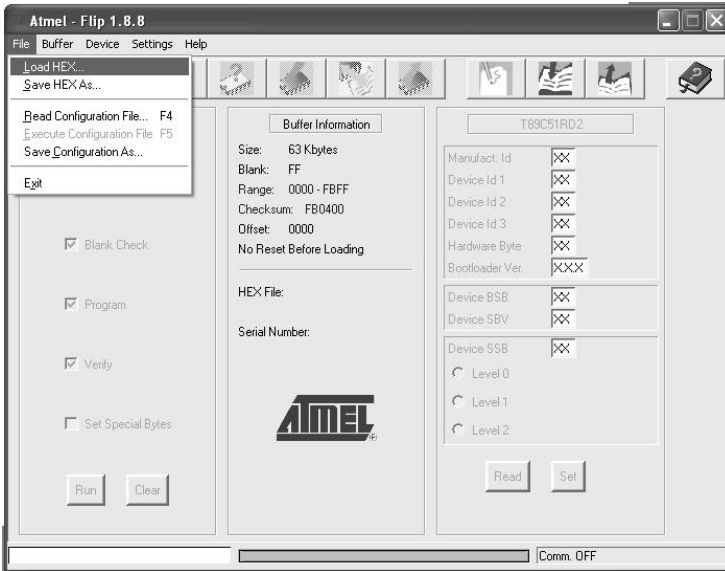 Atmel - Flip 1.8.8
File Buffer Device Settings Help
Load HEX...
Save HEX As...
Read Configuration File... F4
Execute Configuration File F5
Save Configuration As...
Exit
Blank Check
Program
Verify
Set Special Bytes
Run Clear
Buffer Information
Size: 63 Kbytes
Blank: FF
Range: 0000 - FBFF
Checksum: FB0400
Offset: 0000
No Reset Before Loading
HEX File:
Serial Number:
ATMEL
®
T89C51RD2
Manufact. Id XX
Device Id 1 XX
Device Id 2 XX
Device Id 3 XX
Hardware Byte XX
Bootloader Ver. XXX
Device BSB XX
Device SBV XX
Device SSB XX
Level 0
Level 1
Level 2
Read Set
Comm. OFF